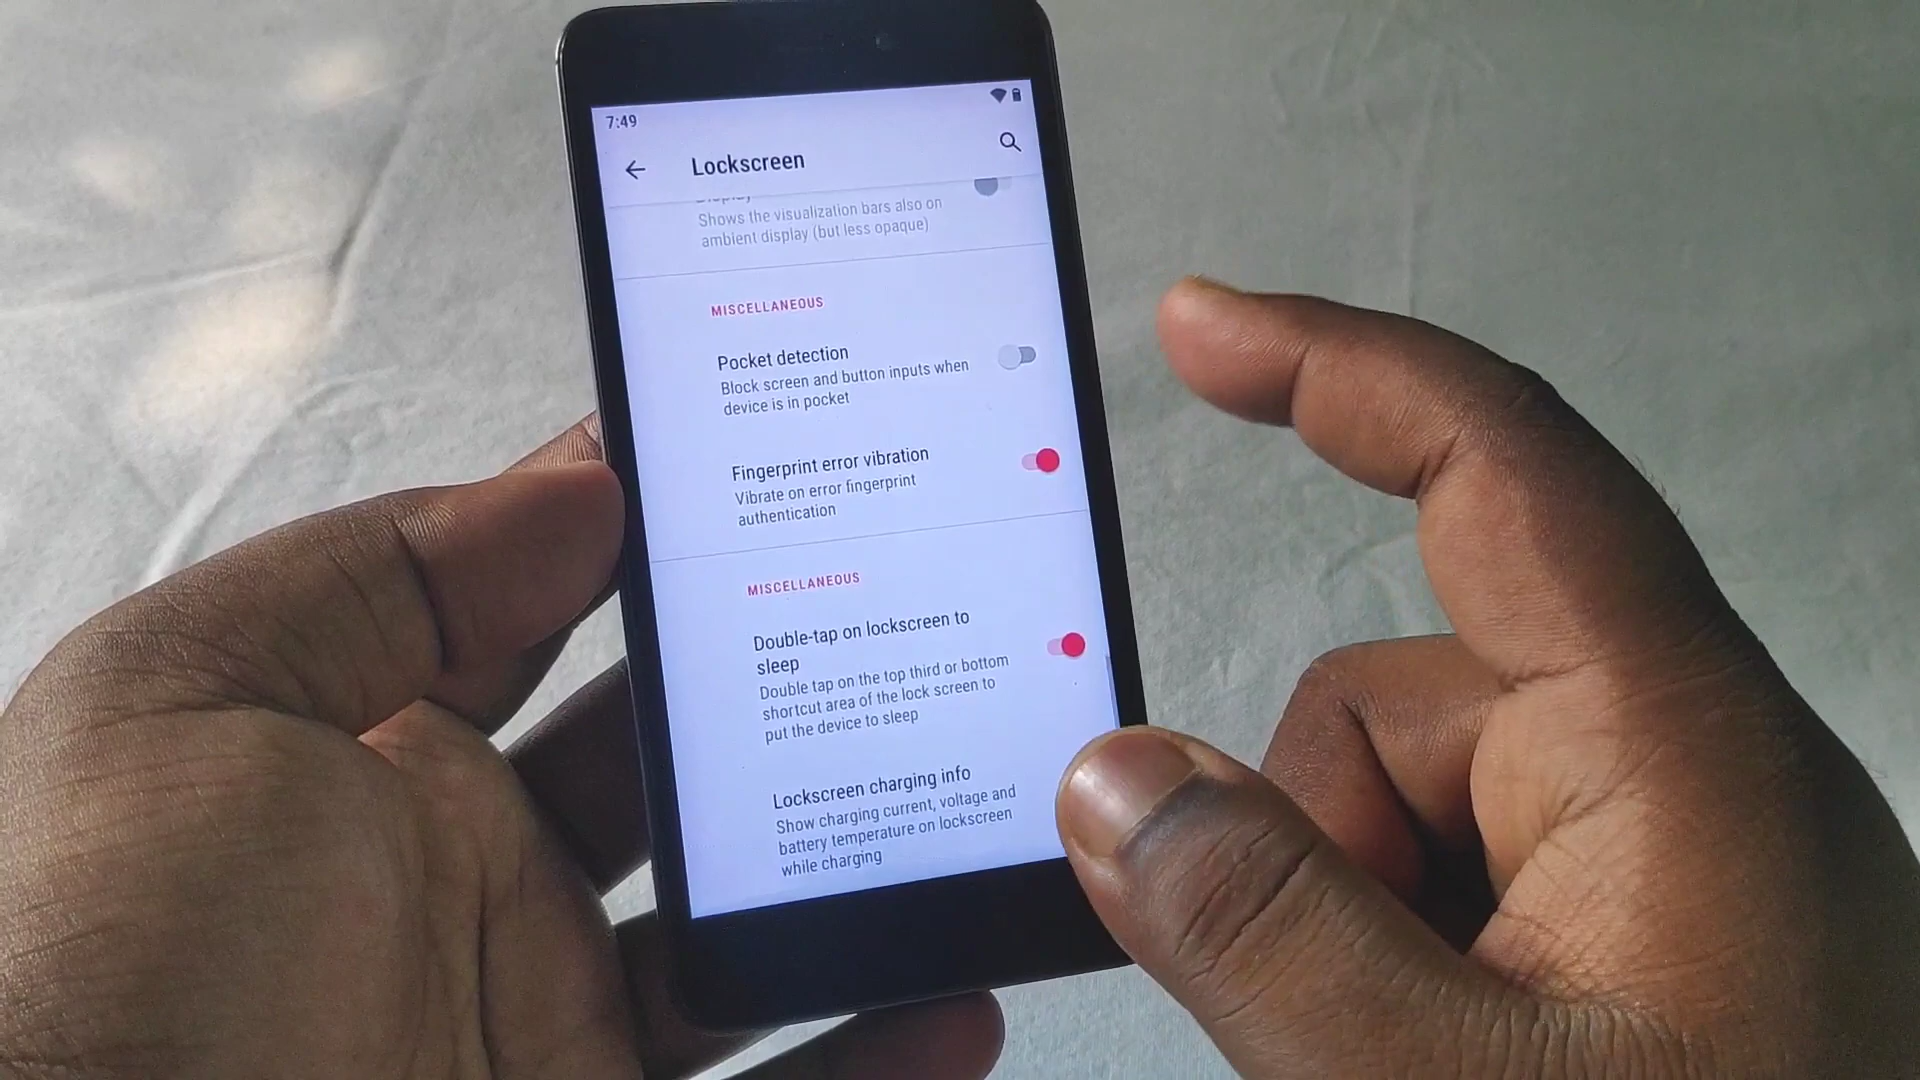 7:49
Lockscreen
Shows the visualization bars also on
ambient display (but less opaque)
MISCELLANEOUS
Pocket detection
Block screen and button inputs when
device is in pocket
Fingerprint error vibration
Vibrate on error fingerprint
authentication
MISCELLANEOUS
Double-tap on lockscreen to
sleep
Double tap on the top third or bottom
shortcut area of the lock screen to
put the device to sleep
Lockscreen charging info
Show charging current, voltage and
battery temperature on lockscreen
while charging